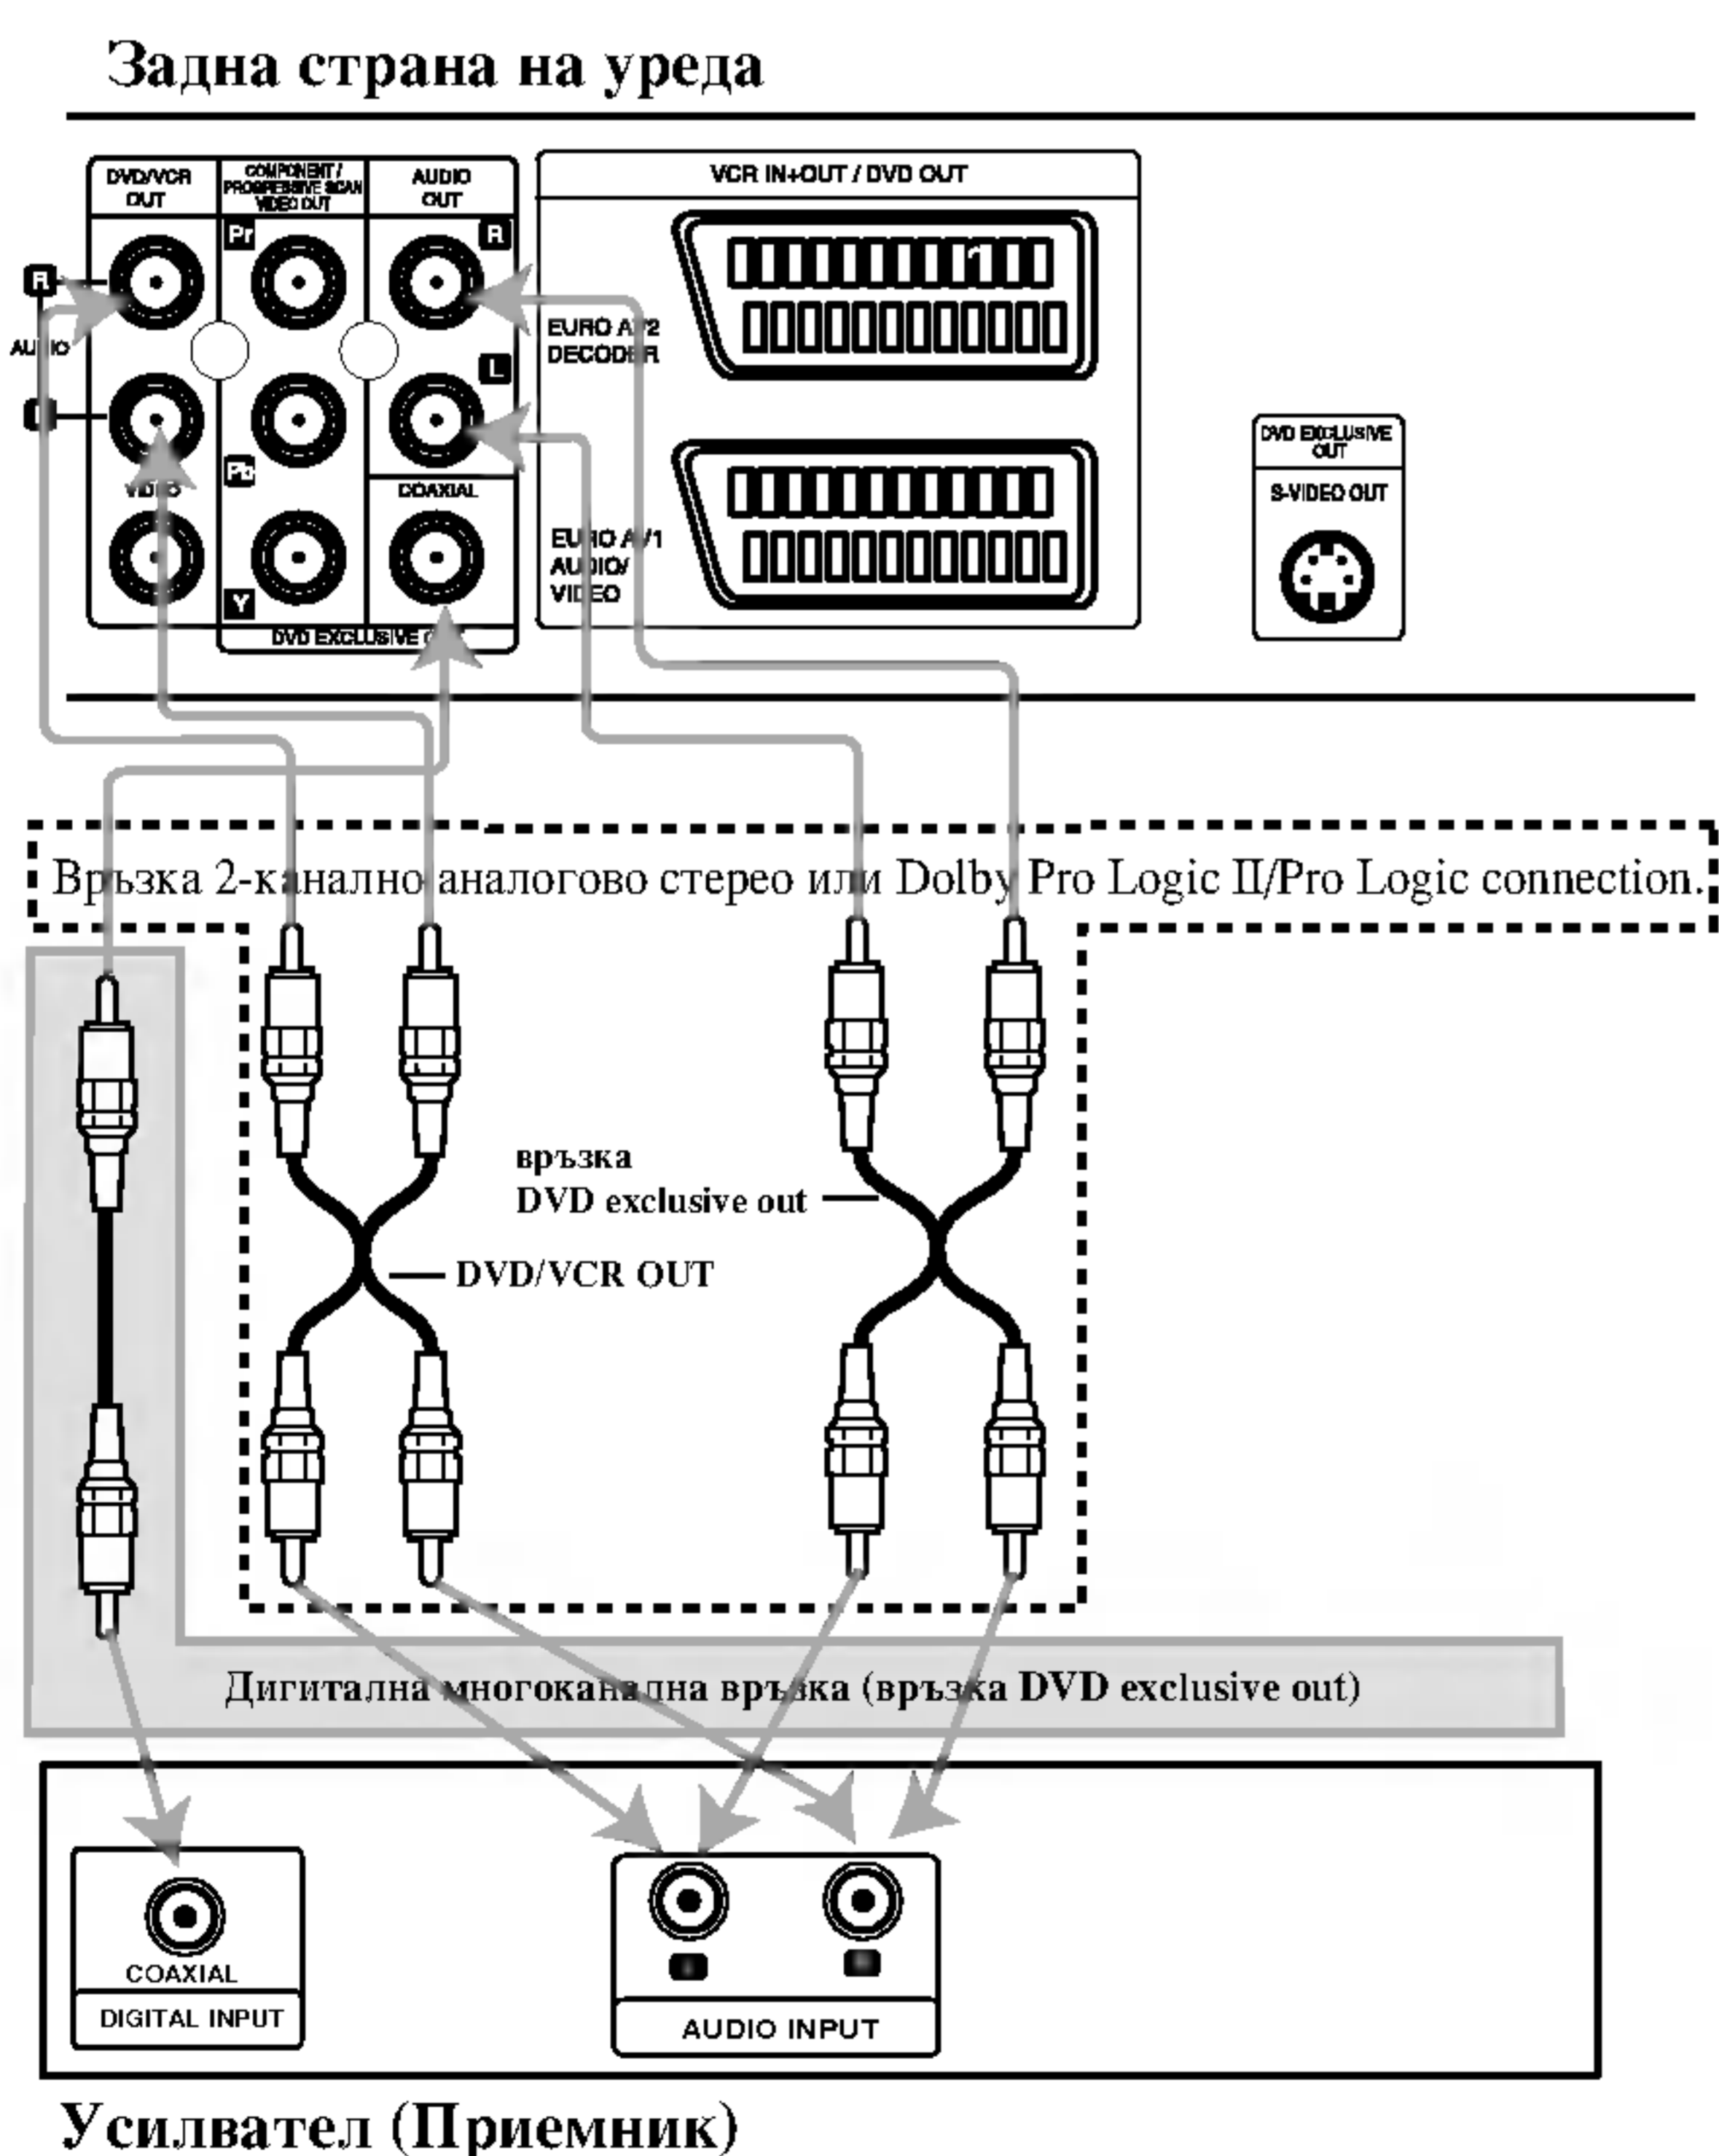 Задна страна на уреда
DVD/VCR
OUT
COMPONENT /
PROGRESSIVE SCAN
VIDEO OUT
AUDIO
OUT
VCR IN+OUT / DVD OUT
Pr
R
R
AUDIO
EURO AV2
DECODER
L
Pb
VIDEO
COAXIAL
DVD EXCLUSIVE
OUT
S-VIDEO OUT
EURO AV1
AUDIO/
VIDEO
Y
DVD EXCLUSIVE
Връзка 2-канално аналогово стерео или Dolby Pro Logic II/Pro Logic connection.
връзка
DVD exclusive out
DVD/VCR OUT
Дигитална многоканална връзка (връзка DVD exclusive out)
COAXIAL
DIGITAL INPUT
AUDIO INPUT
Усилвател (Приемник)